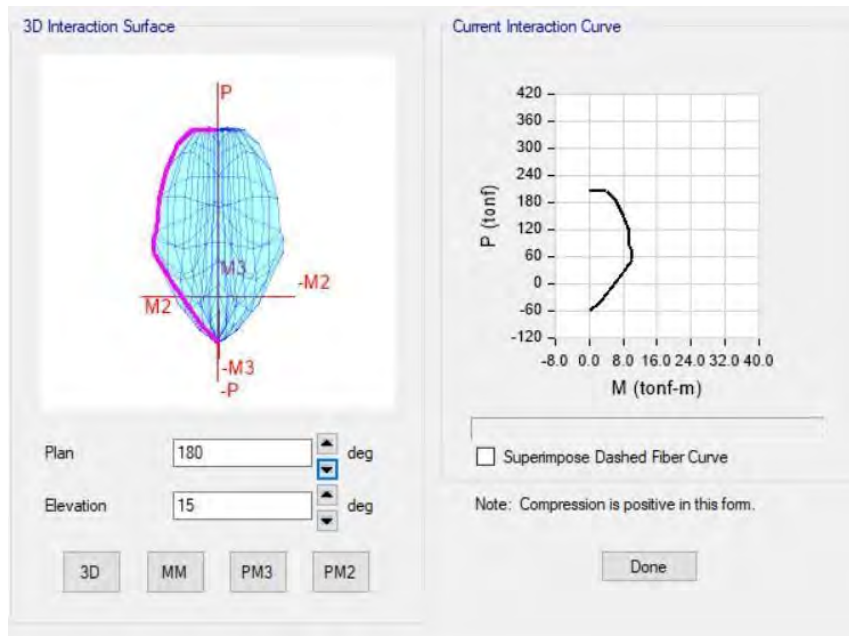 3D Interaction Surface
P
M3
-M2
M2
-M3
-P
Plan 180 deg
Elevation 15 deg
3D MM PM3 PM2
Current Interaction Curve
420
360
300
240
180
120
60
0
-60
-120
P (tonf)
-8.0 0.0 8.0 16.0 24.0 32.0 40.0
M (tonf-m)
Superimpose Dashed Fiber Curve
Note: Compression is positive in this form.
Done